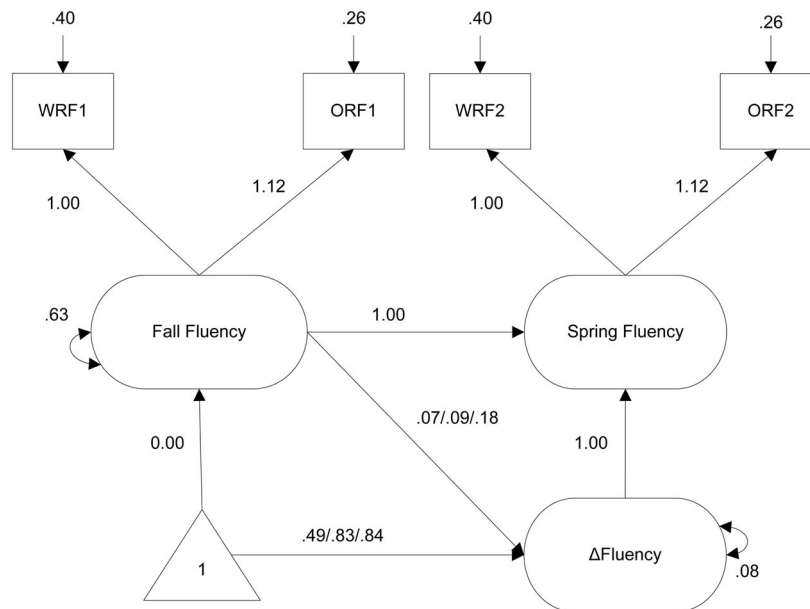 .40
.26
.40
.26
WRF1
ORF1
WRF2
ORF2
1.00
1.12
1.00
1.12
.63
Fall Fluency
1.00
Spring Fluency
.07/.09/.18
0.00
1.00
.49/.83/.84
1
ΔFluency
.08